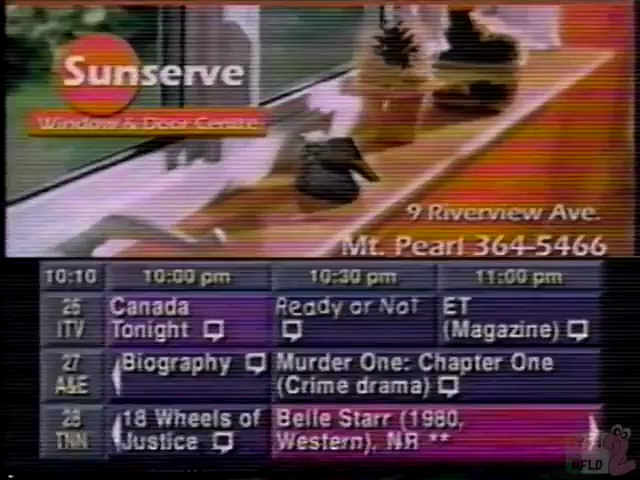 Sunserve
Window & Door Centre
9 Riverview Ave.
Mt. Pearl 364-5466
10:10 10:00 pm 10:30 pm 11:00 pm
26 ITV Canada Tonight Ready or Not ET (Magazine)
27 A&E Biography Murder One: Chapter One (Crime drama)
28 TNN 18 Wheels of Justice Belle Starr (1980, Western), NR **
NFLD